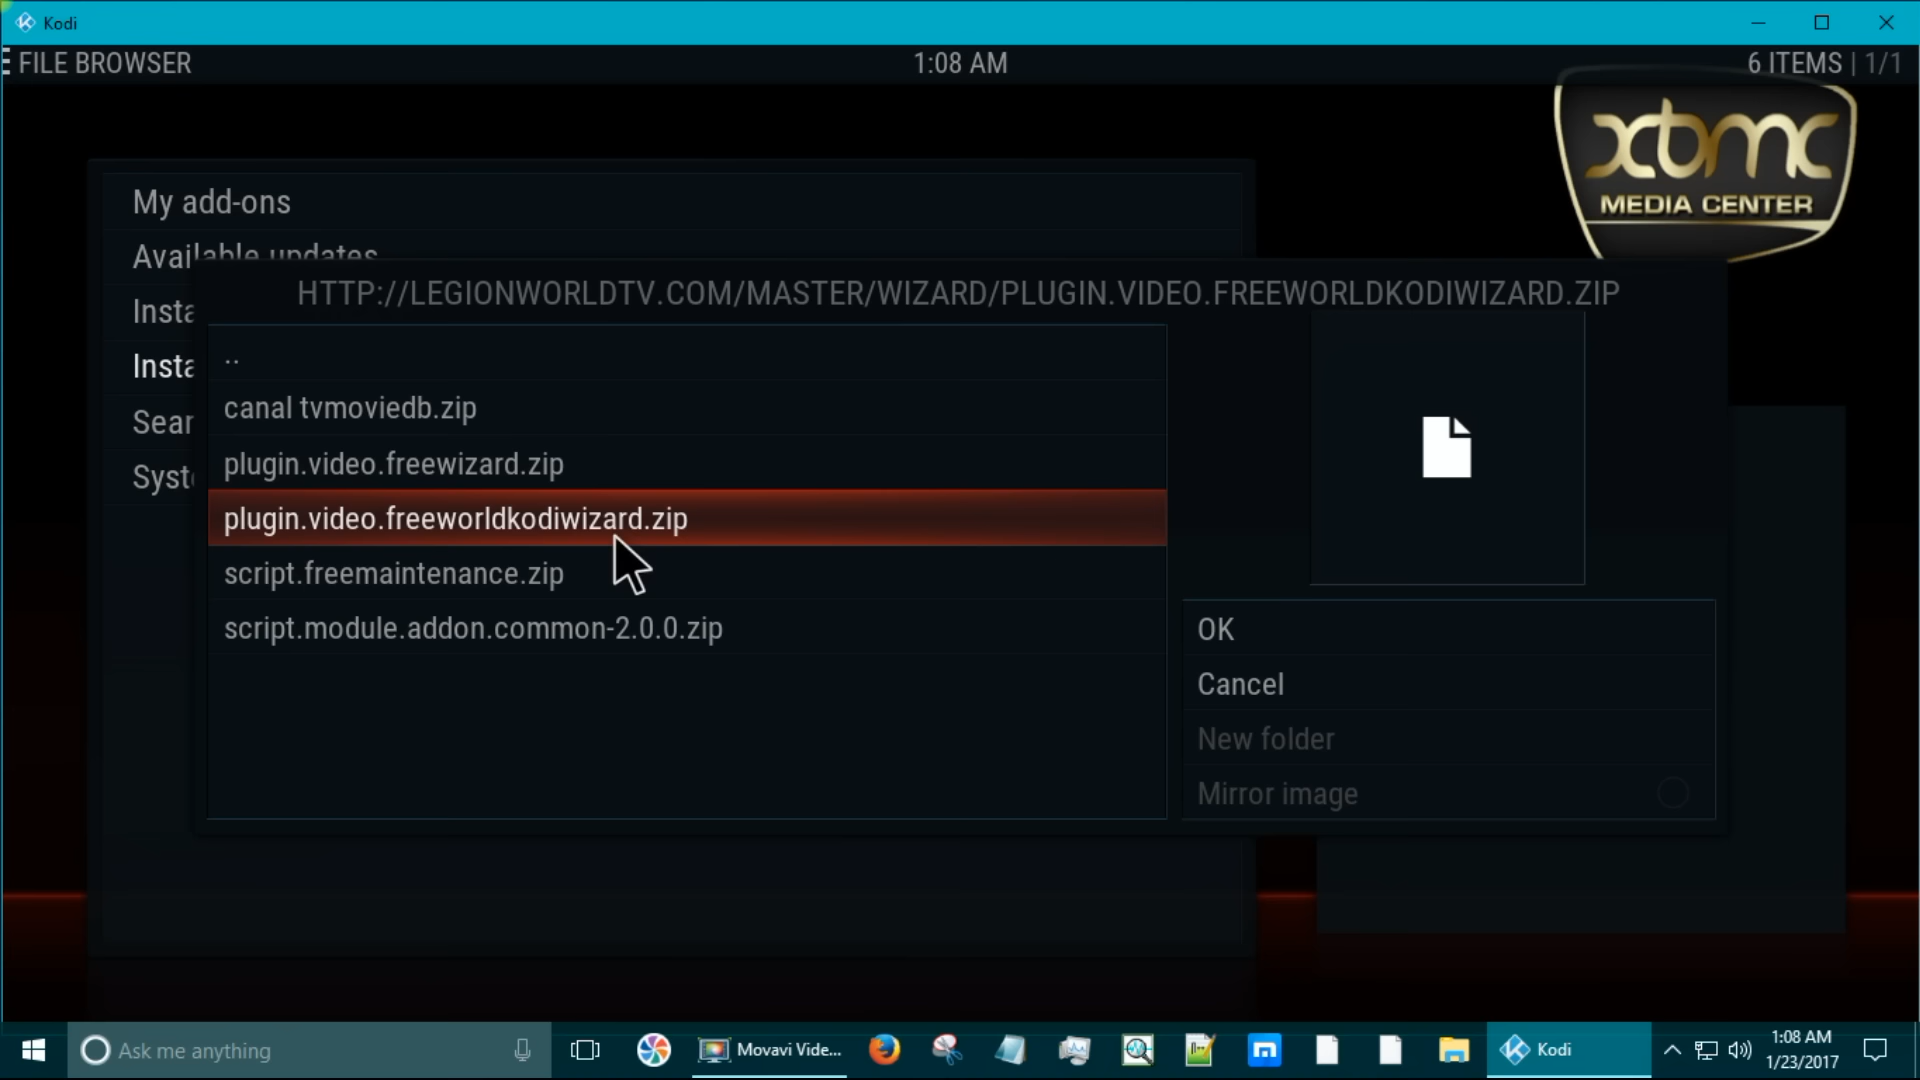 Kodi
FILE BROWSER
1:08 AM
6 ITEMS | 1/1
xbmc
MEDIA CENTER
My add-ons
Available updates
Insta
Insta
Sear
Syst
HTTP://LEGIONWORLDTV.COM/MASTER/WIZARD/PLUGIN.VIDEO.FREEWORLDKODIWIZARD.ZIP
..
canal tvmoviedb.zip
plugin.video.freewizard.zip
plugin.video.freeworldkodiwizard.zip
script.freemaintenance.zip
script.module.addon.common-2.0.0.zip
OK
Cancel
New folder
Mirror image
Ask me anything
Movavi Vide...
Kodi
1:08 AM
1/23/2017